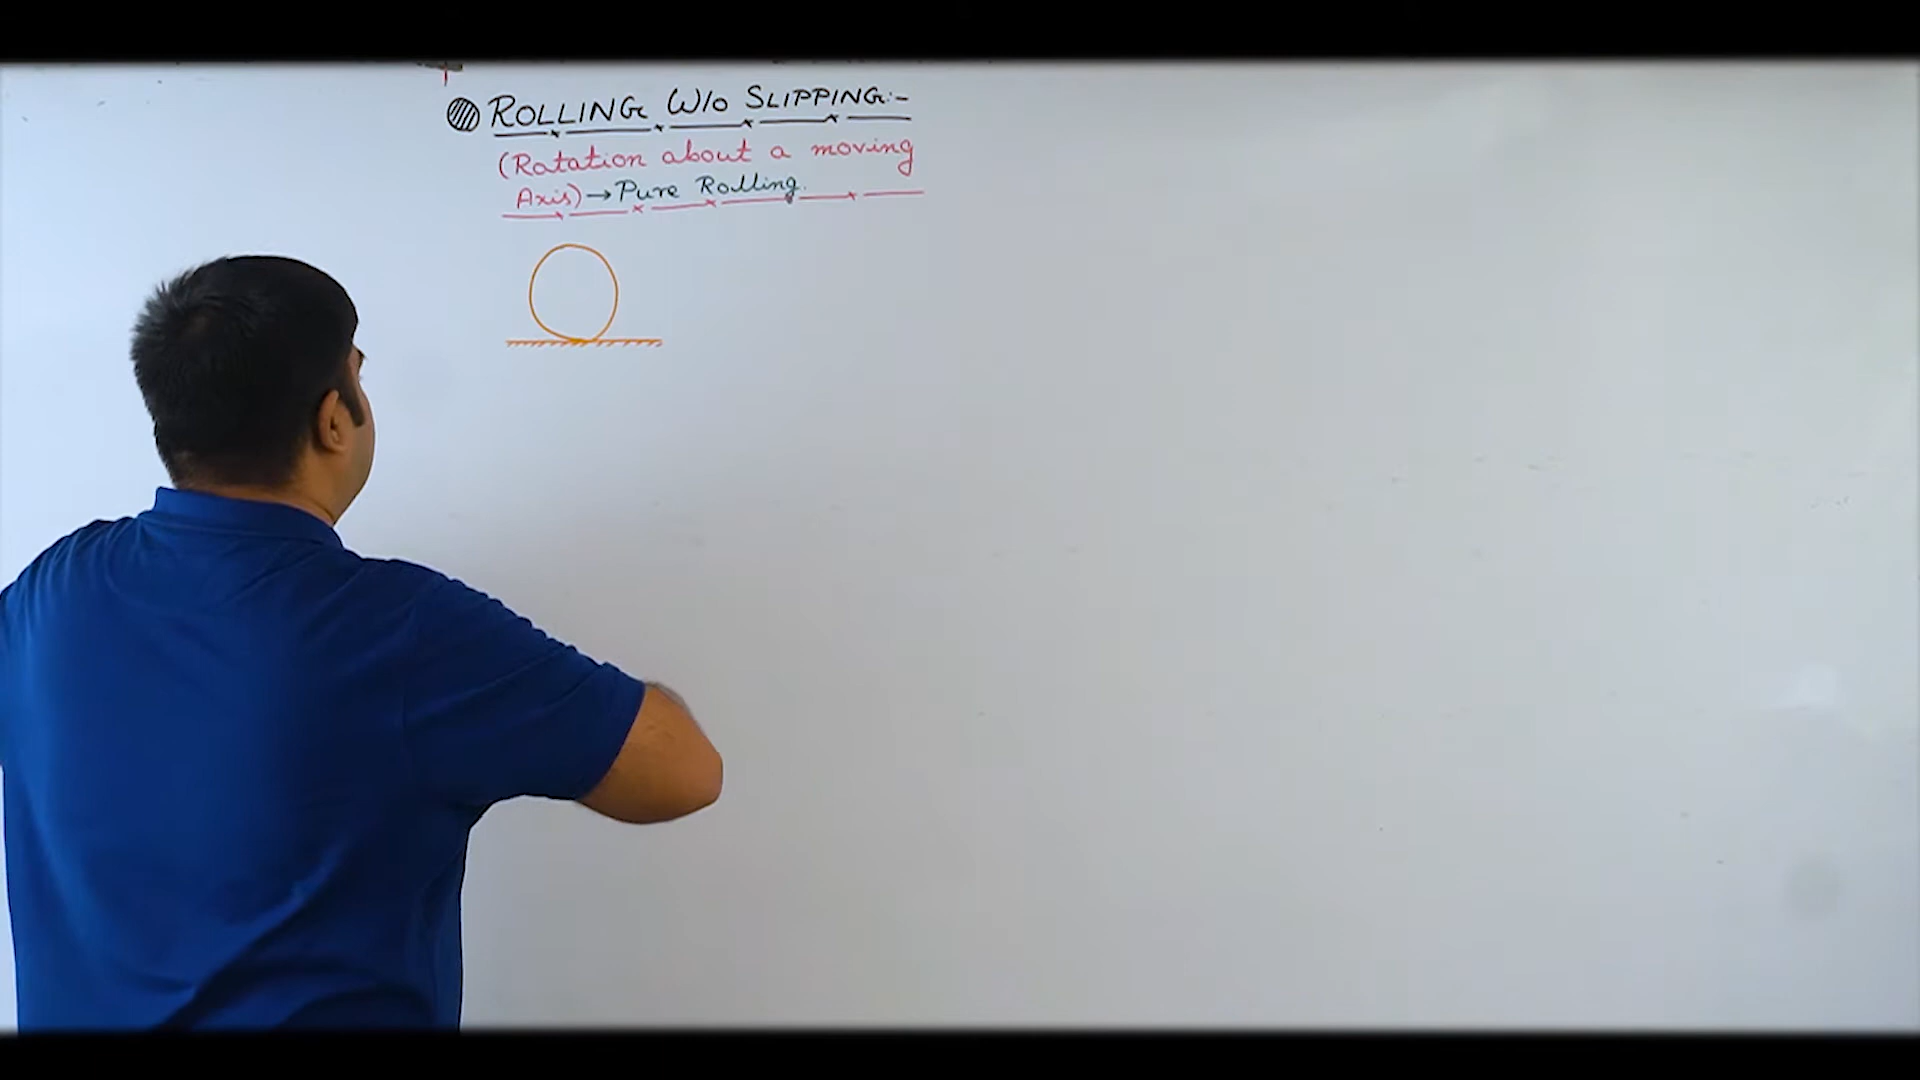 ROLLING W/o SLIPPING:-
(Rotation about a moving
Axis)→Pure Rolling.